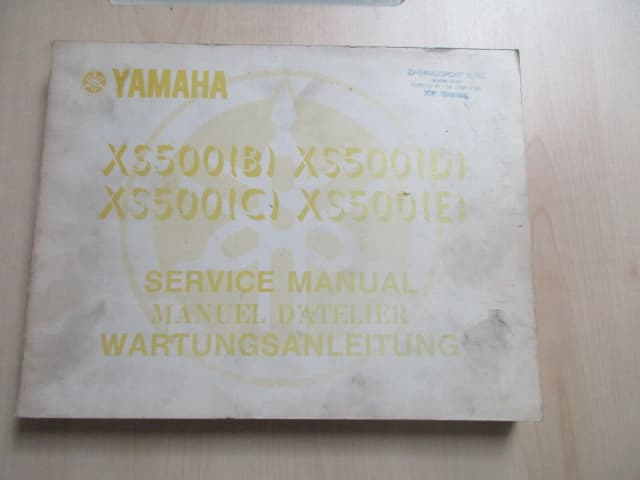 YAMAHA
XS500(B) XS500(D)
XS500(C) XS500(E)
SERVICE MANUAL
MANUEL D'ATELIER
WARTUNGSANLEITUNG